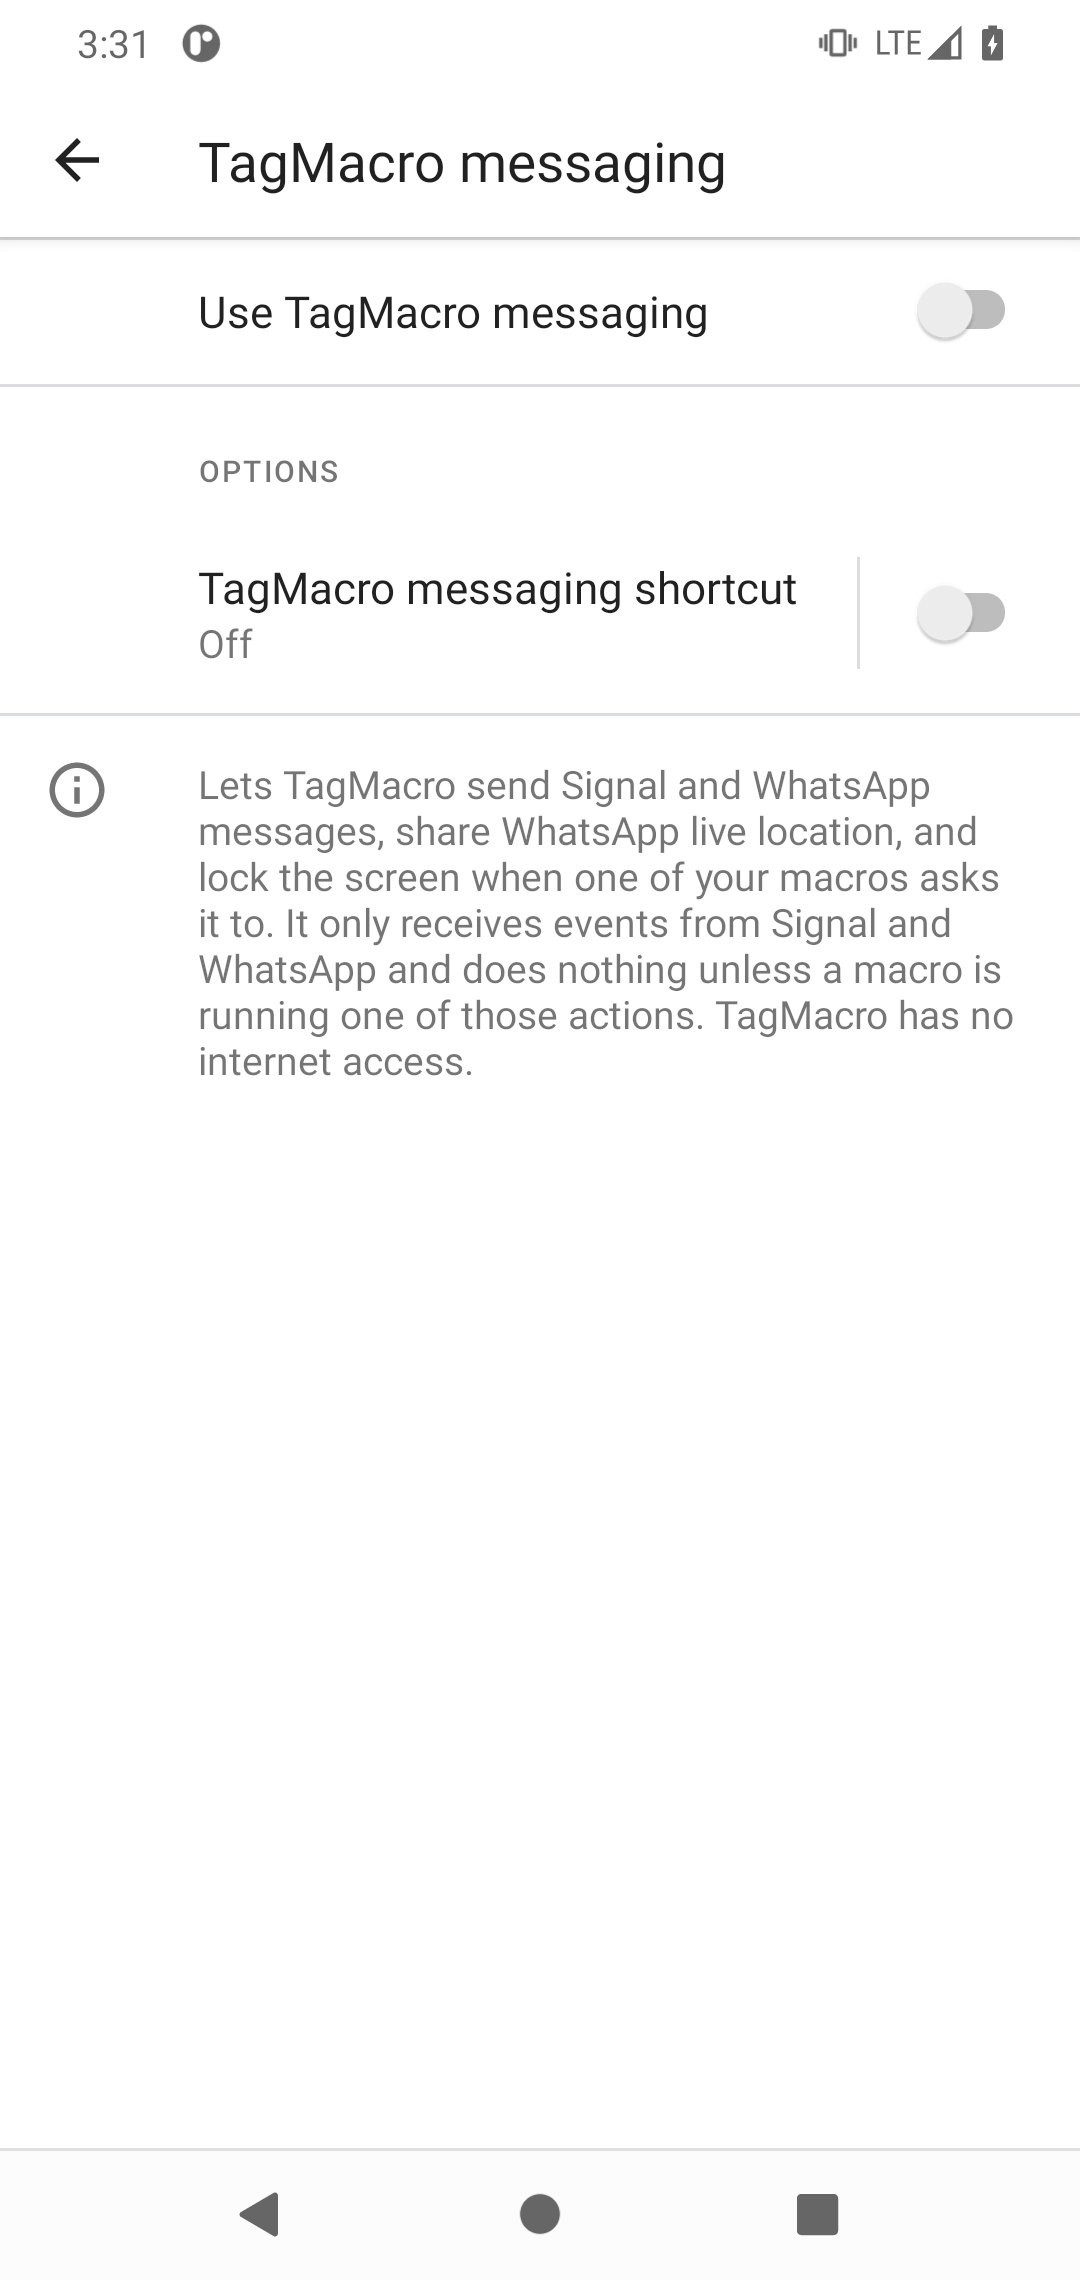 3:31
LTE
TagMacro messaging
Use TagMacro messaging
OPTIONS
TagMacro messaging shortcut
Off
Lets TagMacro send Signal and WhatsApp
messages, share WhatsApp live location, and
lock the screen when one of your macros asks
it to. It only receives events from Signal and
WhatsApp and does nothing unless a macro is
running one of those actions. TagMacro has no
internet access.